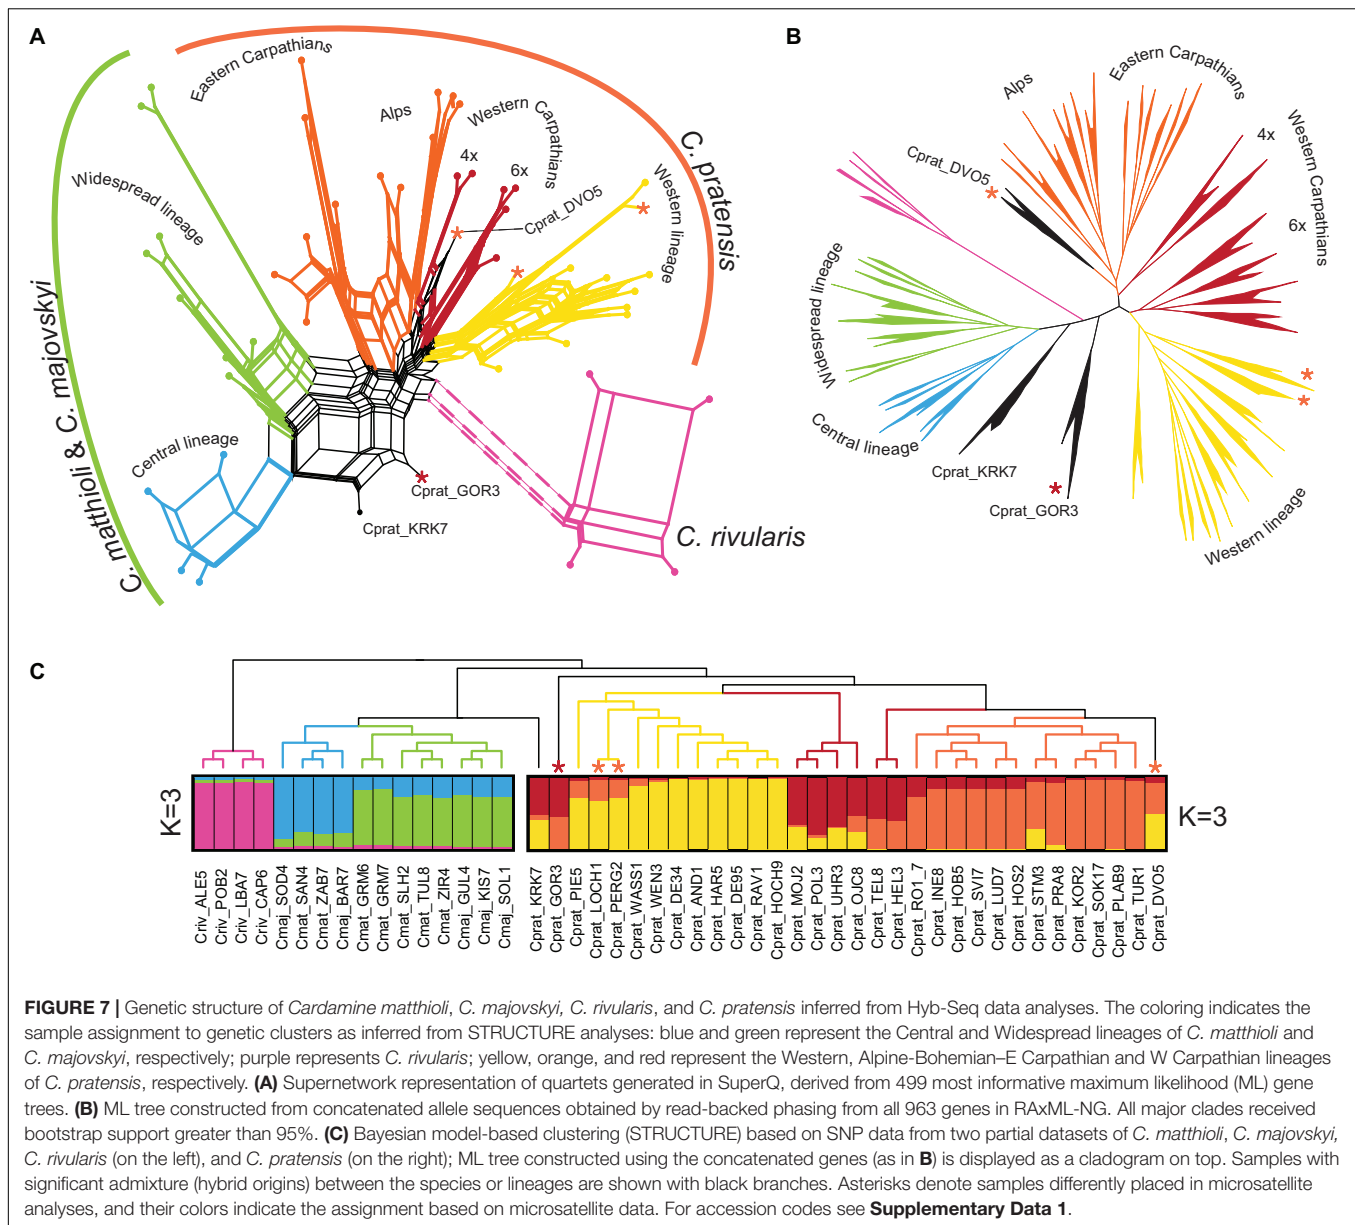 A
B
Eastern Carpathians
Alps
Western Carpathians
4x
6x
C. pratensis
Cprat_DVO5
Western lineage
Widespread lineage
C. matthioli & C. majovskyi
Central lineage
Cprat_GOR3
Cprat_KRK7
C. rivularis
Alps
Eastern Carpathians
4x
Western Carpathians
Cprat_DVO5
6x
Widespread lineage
Central lineage
Cprat_KRK7
Cprat_GOR3
Western lineage
C
K=3
K=3
Criv_ALE5
Criv_POB2
Criv_LBA7
Criv_CAP6
Cmaj_SOD4
Cmat_SAN4
Cmat_ZAB7
Cmaj_BAR7
Cmat_GRM6
Cmat_GRM7
Cmat_SLH2
Cmat_TUL8
Cmat_ZIR4
Cmaj_GUL4
Cmaj_KIS7
Cmaj_SOL1
Cprat_KRK7
Cprat_GOR3
Cprat_PIE5
Cprat_LOCH1
Cprat_PERG2
Cprat_WASS1
Cprat_WEN3
Cprat_DE34
Cprat_AND1
Cprat_HAR5
Cprat_DE95
Cprat_RAV1
Cprat_HOCH9
Cprat_MOJ2
Cprat_POL3
Cprat_UHR3
Cprat_OJC8
Cprat_TEL8
Cprat_HEL3
Cprat_RO1_7
Cprat_INE8
Cprat_HOB5
Cprat_SVI7
Cprat_LUD7
Cprat_HOS2
Cprat_STM3
Cprat_PRA8
Cprat_KOR2
Cprat_SOK17
Cprat_PLAB9
Cprat_TUR1
Cprat_DVO5
FIGURE 7 | Genetic structure of Cardamine matthioli, C. majovskyi, C. rivularis, and C. pratensis inferred from Hyb-Seq data analyses. The coloring indicates the
sample assignment to genetic clusters as inferred from STRUCTURE analyses: blue and green represent the Central and Widespread lineages of C. matthioli and
C. majovskyi, respectively; purple represents C. rivularis; yellow, orange, and red represent the Western, Alpine-Bohemian–E Carpathian and W Carpathian lineages
of C. pratensis, respectively. (A) Supernetwork representation of quartets generated in SuperQ, derived from 499 most informative maximum likelihood (ML) gene
trees. (B) ML tree constructed from concatenated allele sequences obtained by read-backed phasing from all 963 genes in RAxML-NG. All major clades received
bootstrap support greater than 95%. (C) Bayesian model-based clustering (STRUCTURE) based on SNP data from two partial datasets of C. matthioli, C. majovskyi,
C. rivularis (on the left), and C. pratensis (on the right); ML tree constructed using the concatenated genes (as in B) is displayed as a cladogram on top. Samples with
significant admixture (hybrid origins) between the species or lineages are shown with black branches. Asterisks denote samples differently placed in microsatellite
analyses, and their colors indicate the assignment based on microsatellite data. For accession codes see Supplementary Data 1.